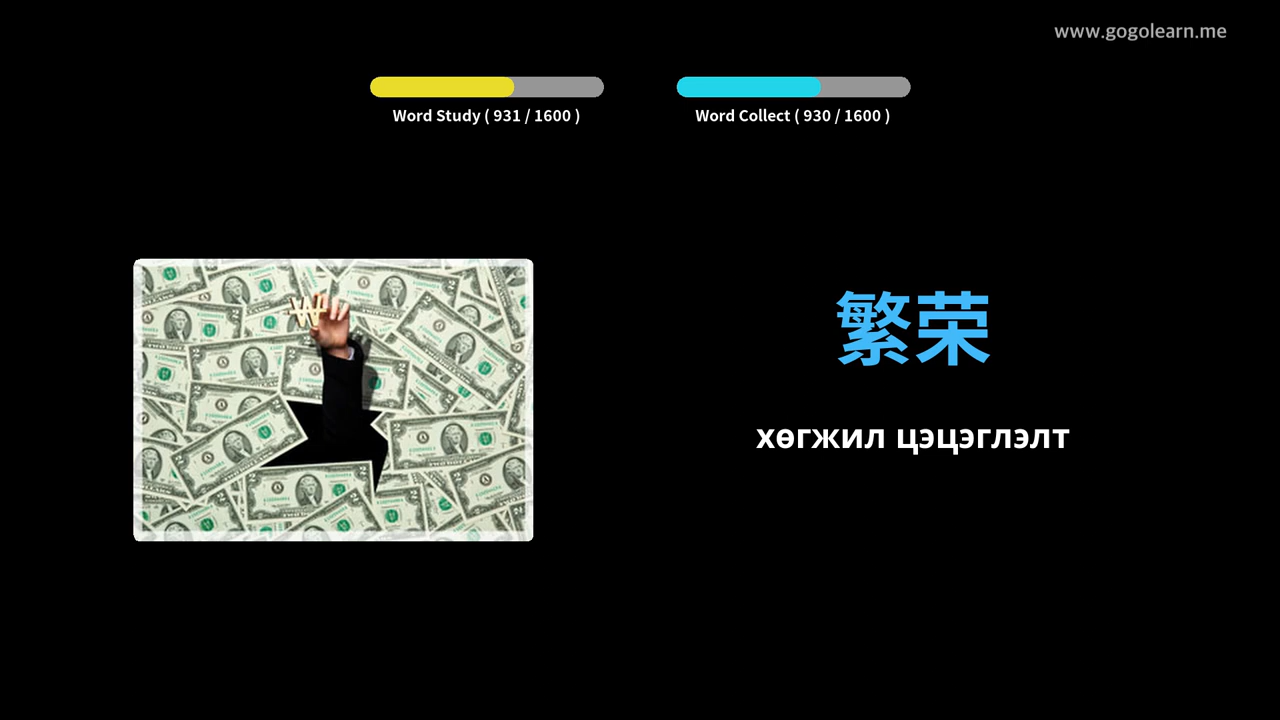 www.gogolearn.me
Word Study ( 931 / 1600 )
Word Collect ( 930 / 1600 )
₩
繁荣
хөгжил цэцэглэлт